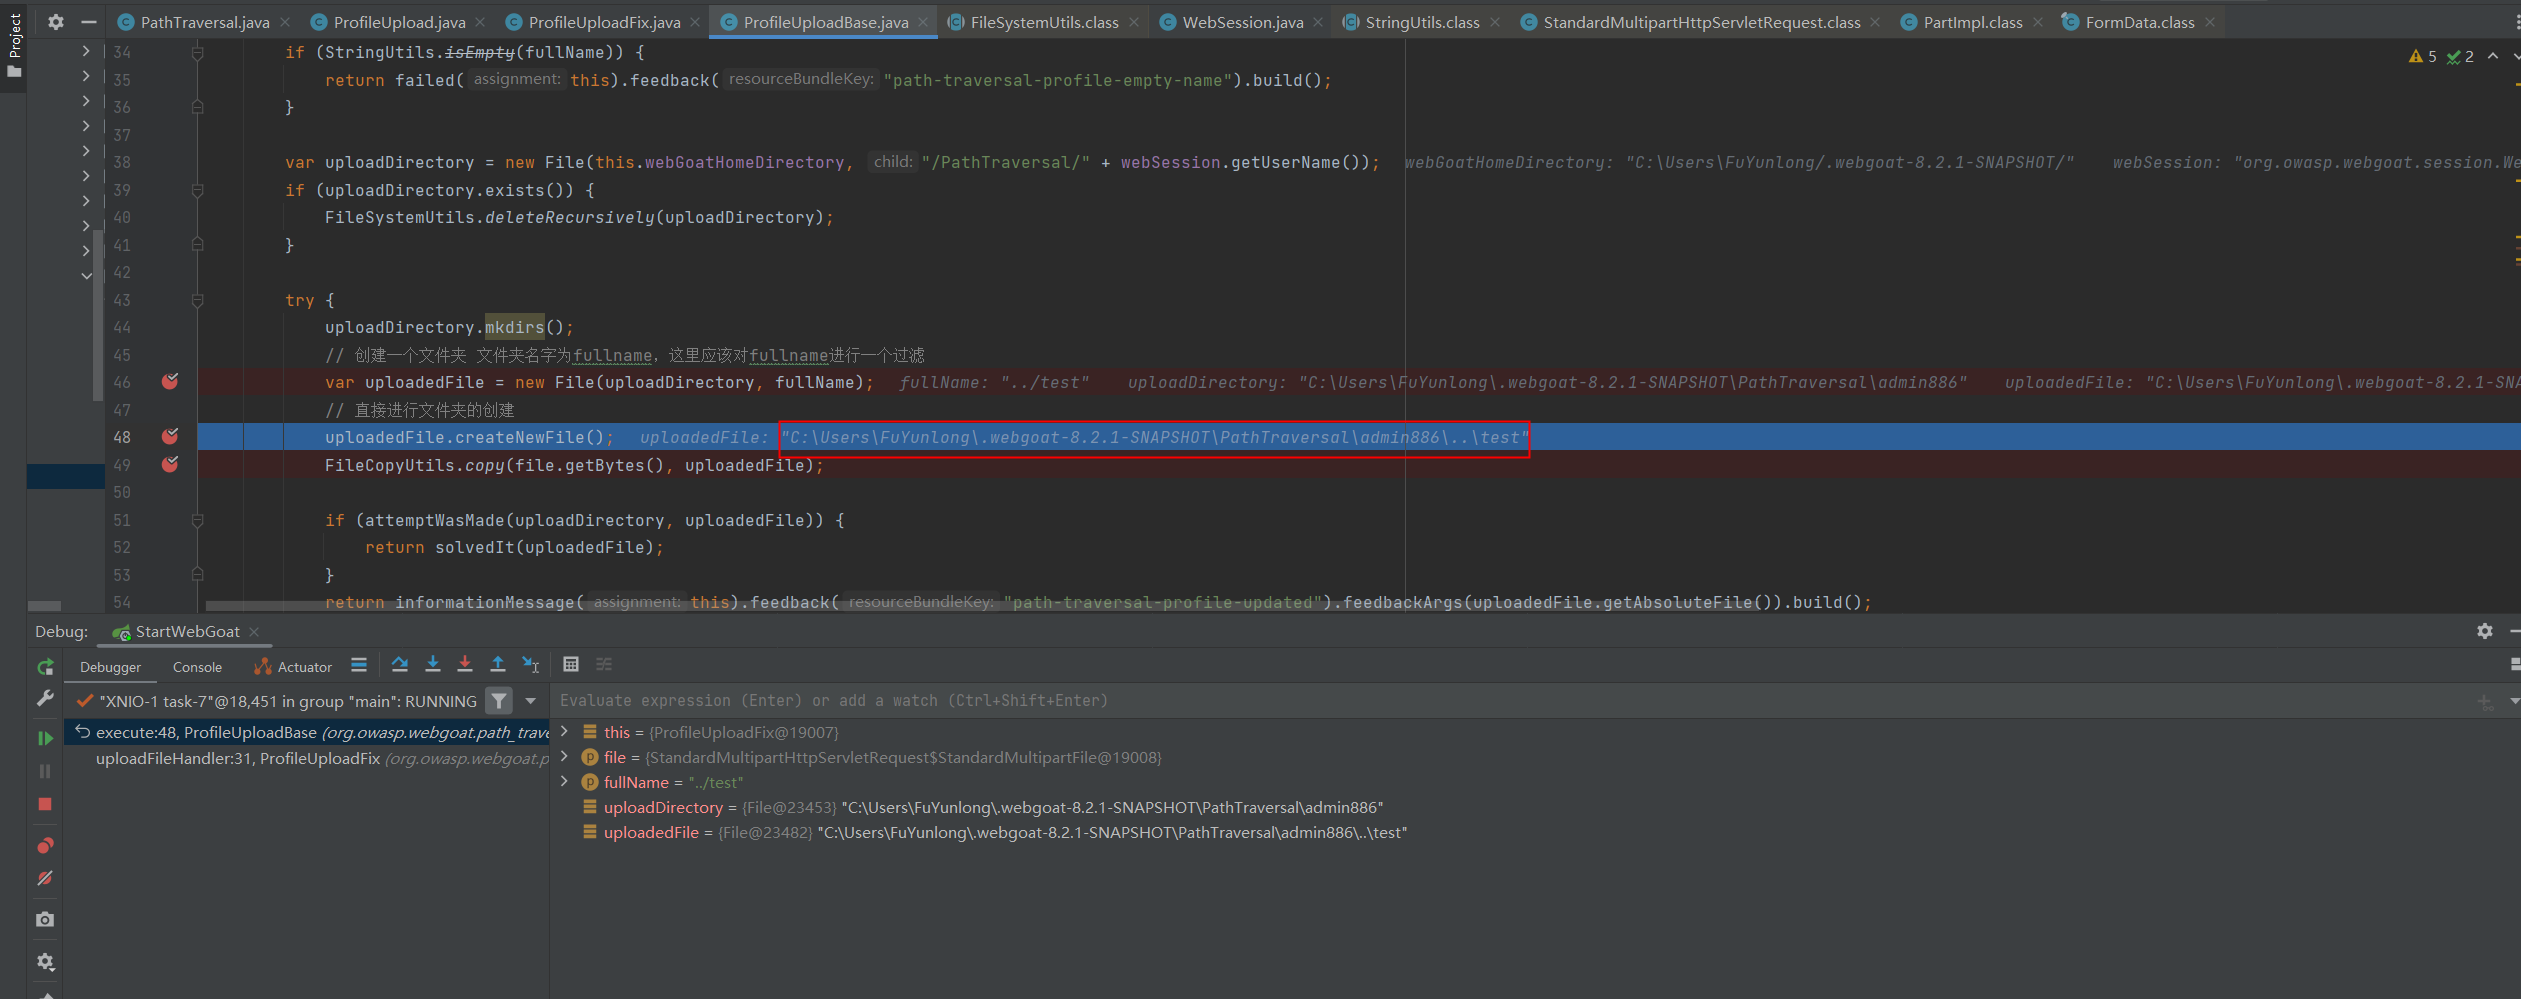 Project
PathTraversal.java ProfileUpload.java ProfileUploadFix.java ProfileUploadBase.java FileSystemUtils.class WebSession.java StringUtils.class StandardMultipartHttpServletRequest.class PartImpl.class FormData.class
5 2
34 if (StringUtils.isEmpty(fullName)) {
35 return failed( assignment: this).feedback( resourceBundleKey: "path-traversal-profile-empty-name").build();
36 }
37
38 var uploadDirectory = new File(this.webGoatHomeDirectory, child: "/PathTraversal/" + webSession.getUserName()); webGoatHomeDirectory: "C:\Users\FuYunlong/.webgoat-8.2.1-SNAPSHOT/" webSession: "org.owasp.webgoat.session.We
39 if (uploadDirectory.exists()) {
40 FileSystemUtils.deleteRecursively(uploadDirectory);
41 }
42
43 try {
44 uploadDirectory.mkdirs();
45 // 创建一个文件夹 文件夹名字为fullname，这里应该对fullname进行一个过滤
46 var uploadedFile = new File(uploadDirectory, fullName); fullName: "../test" uploadDirectory: "C:\Users\FuYunlong\.webgoat-8.2.1-SNAPSHOT\PathTraversal\admin886" uploadedFile: "C:\Users\FuYunlong\.webgoat-8.2.1-SNA
47 // 直接进行文件夹的创建
48 uploadedFile.createNewFile(); uploadedFile: "C:\Users\FuYunlong\.webgoat-8.2.1-SNAPSHOT\PathTraversal\admin886\..\test"
49 FileCopyUtils.copy(file.getBytes(), uploadedFile);
50
51 if (attemptWasMade(uploadDirectory, uploadedFile)) {
52 return solvedIt(uploadedFile);
53 }
54 return informationMessage( assignment: this).feedback( resourceBundleKey: "path-traversal-profile-updated").feedbackArgs(uploadedFile.getAbsoluteFile()).build();
Debug: StartWebGoat
Debugger Console Actuator
"XNIO-1 task-7"@18,451 in group "main": RUNNING
Evaluate expression (Enter) or add a watch (Ctrl+Shift+Enter)
execute:48, ProfileUploadBase (org.owasp.webgoat.path_trave
uploadFileHandler:31, ProfileUploadFix (org.owasp.webgoat.p
this = {ProfileUploadFix@19007}
file = {StandardMultipartHttpServletRequest$StandardMultipartFile@19008}
fullName = "../test"
uploadDirectory = {File@23453} "C:\Users\FuYunlong\.webgoat-8.2.1-SNAPSHOT\PathTraversal\admin886"
uploadedFile = {File@23482} "C:\Users\FuYunlong\.webgoat-8.2.1-SNAPSHOT\PathTraversal\admin886\..\test"